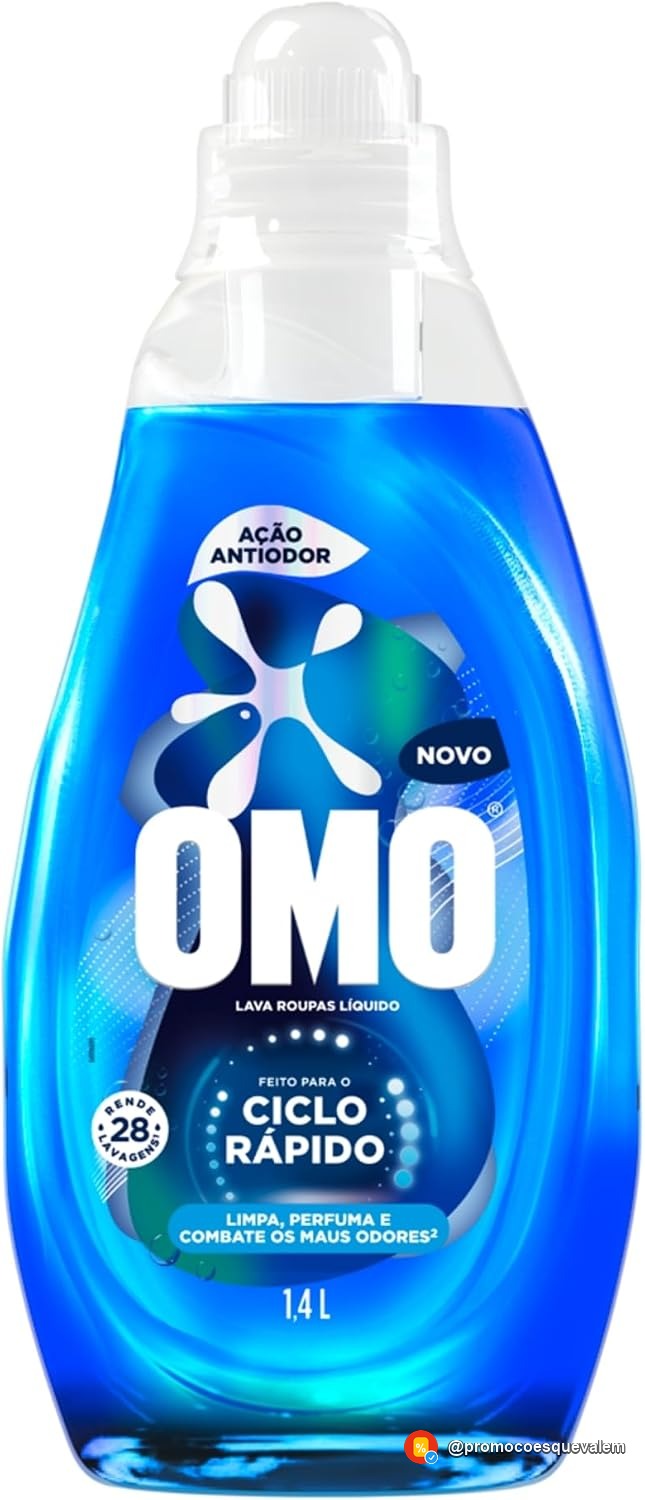 AÇÃO
ANTIODOR
NOVO
OMO®
LAVA ROUPAS LÍQUIDO
FEITO PARA O
CICLO
RÁPIDO
RENDE
28
LAVAGENS¹
LIMPA, PERFUMA E
COMBATE OS MAUS ODORES²
1,4 L
@promocoesquevalem